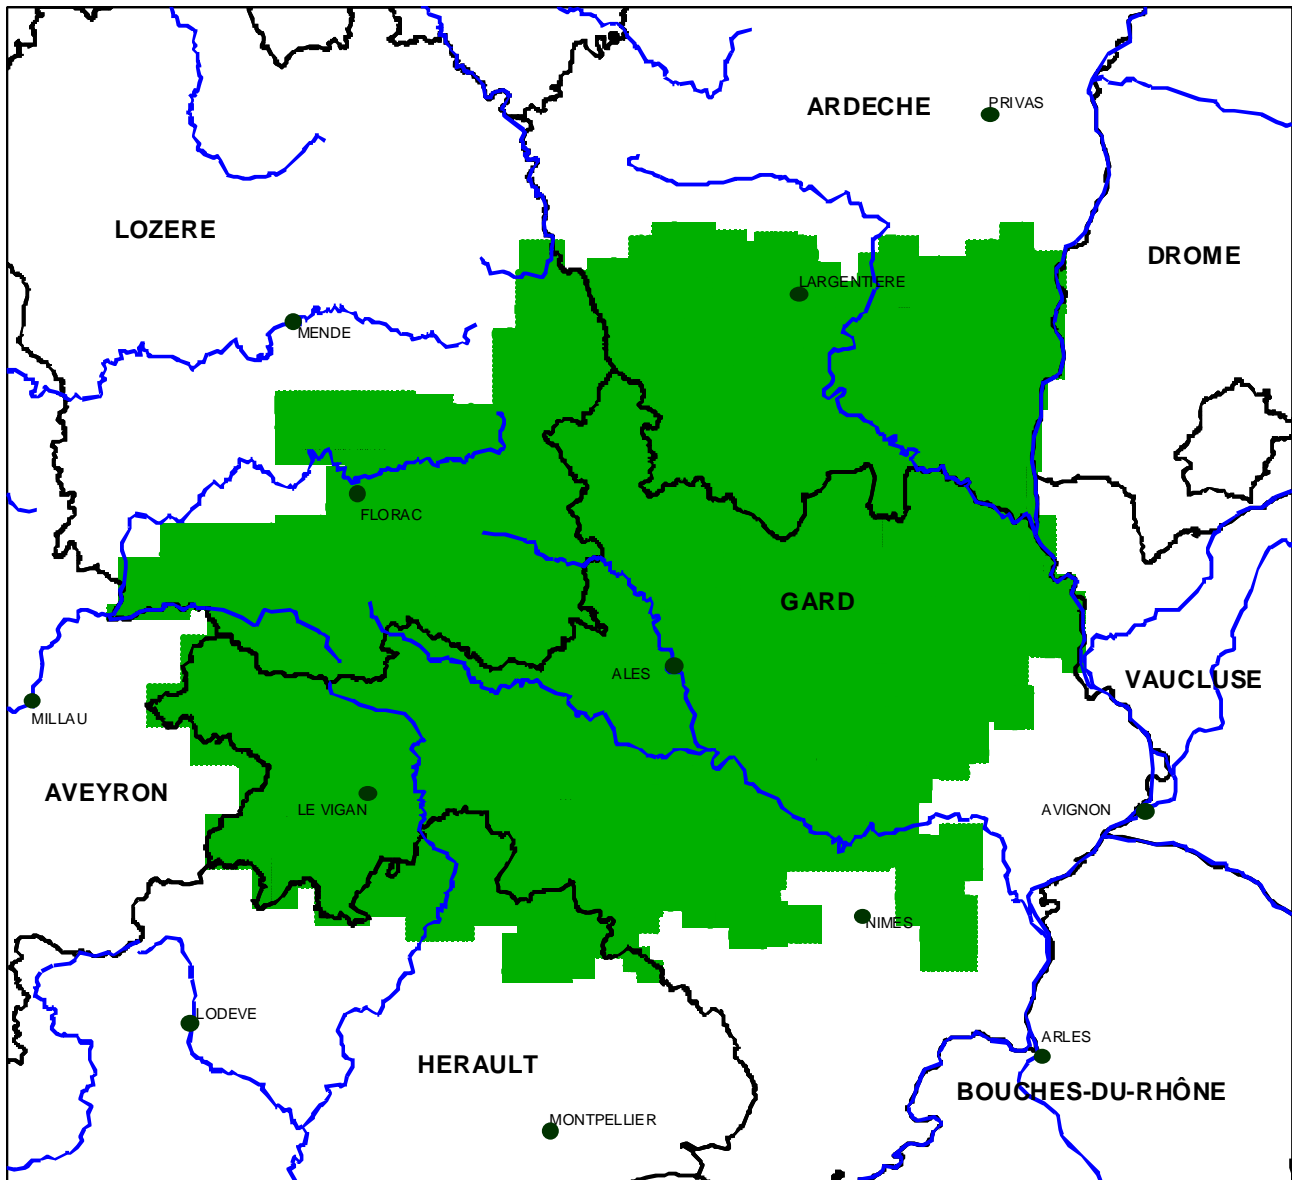 PRIVAS
ARDECHE
LOZERE
DROME
LARGENTIERE
MENDE
FLORAC
GARD
ALES
VAUCLUSE
MILLAU
AVEYRON
LE VIGAN
AVIGNON
NIMES
LODEVE
ARLES
HERAULT
BOUCHES-DU-RHÔNE
MONTPELLIER